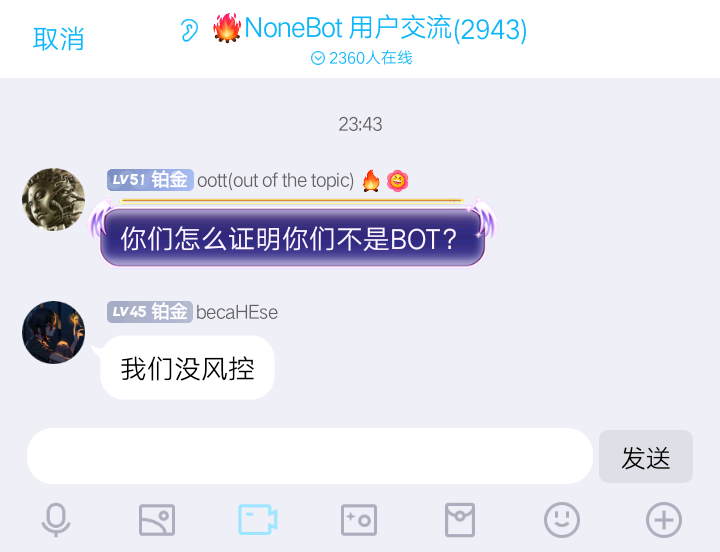 取消
🔥NoneBot 用户交流(2943)
2360人在线
23:43
LV51 铂金 oott(out of the topic) 🔥
你们怎么证明你们不是BOT？
LV45 铂金 becaHEse
我们没风控
发送